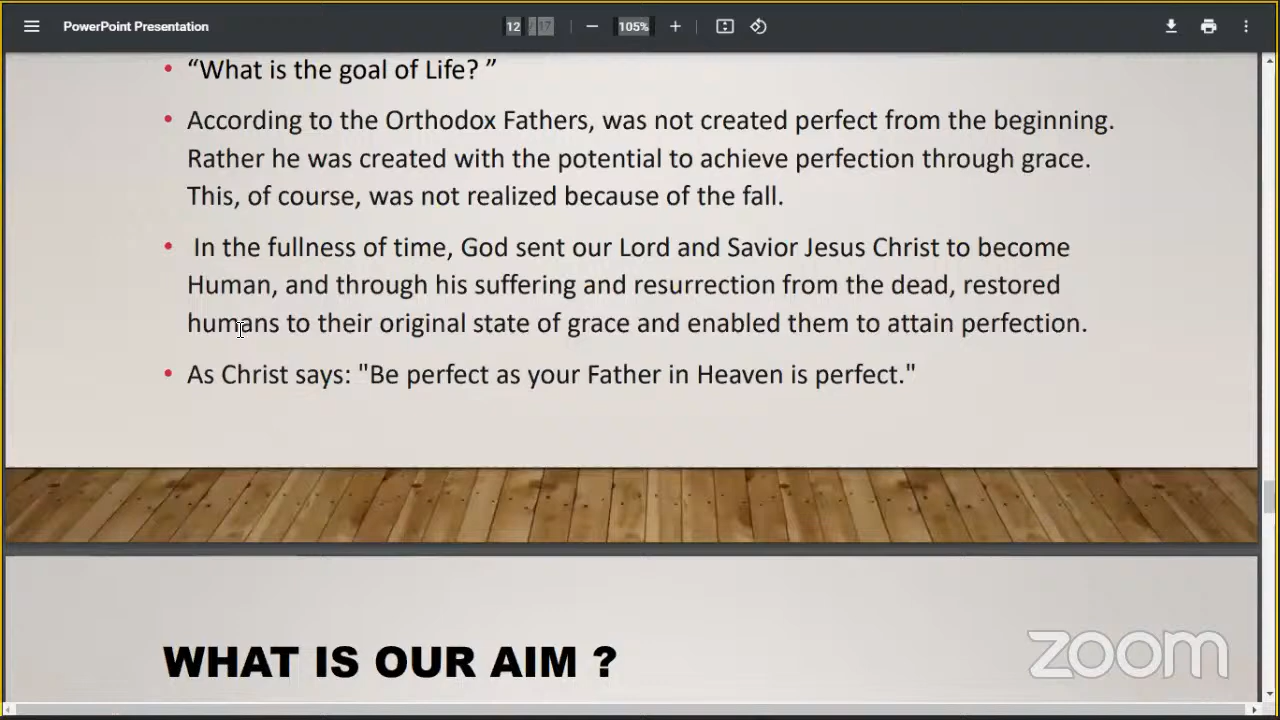 PowerPoint Presentation
12 / 17
105%
“What is the goal of Life? ”
According to the Orthodox Fathers, was not created perfect from the beginning.
Rather he was created with the potential to achieve perfection through grace.
This, of course, was not realized because of the fall.
In the fullness of time, God sent our Lord and Savior Jesus Christ to become
Human, and through his suffering and resurrection from the dead, restored
humans to their original state of grace and enabled them to attain perfection.
As Christ says: "Be perfect as your Father in Heaven is perfect."
WHAT IS OUR AIM ?
zoom